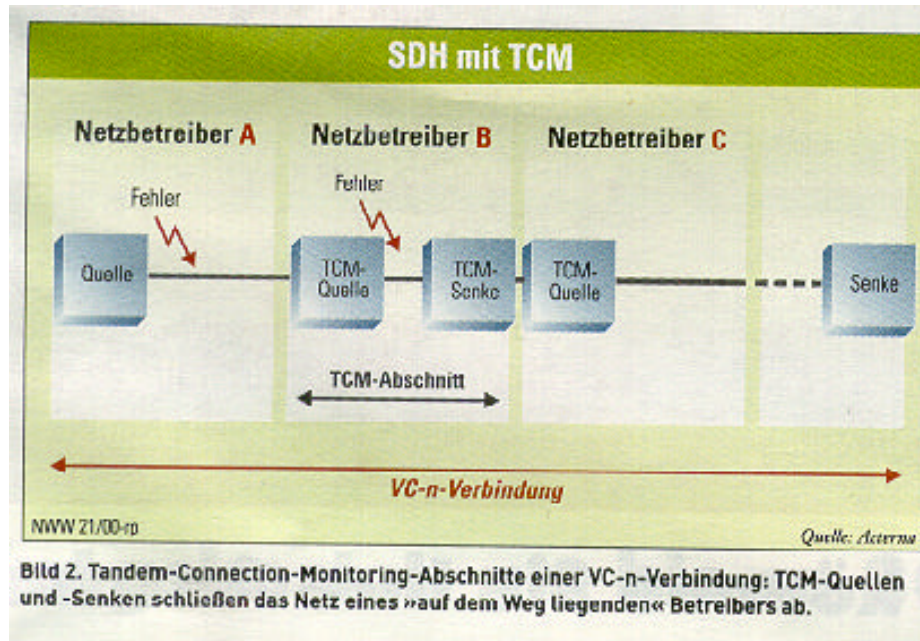 SDH mit TCM
Netzbetreiber A
Netzbetreiber B
Netzbetreiber C
Fehler
Fehler
Quelle
TCM-
Quelle
TCM-
Senke
TCM-
Quelle
Senke
TCM-Abschnitt
VC-n-Verbindung
NWW 21/00-rp
Quelle: Acterna
Bild 2. Tandem-Connection-Monitoring-Abschnitte einer VC-n-Verbindung: TCM-Quellen
und -Senken schließen das Netz eines »auf dem Weg liegenden« Betreibers ab.